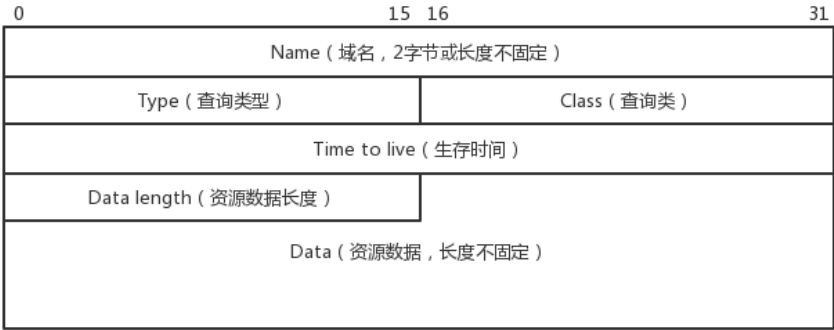 0 15 16 31
Name ( 域名 , 2字节或长度不固定 )
Type ( 查询类型 ) Class ( 查询类 )
Time to live ( 生存时间 )
Data length ( 资源数据长度 )
Data ( 资源数据 , 长度不固定 )